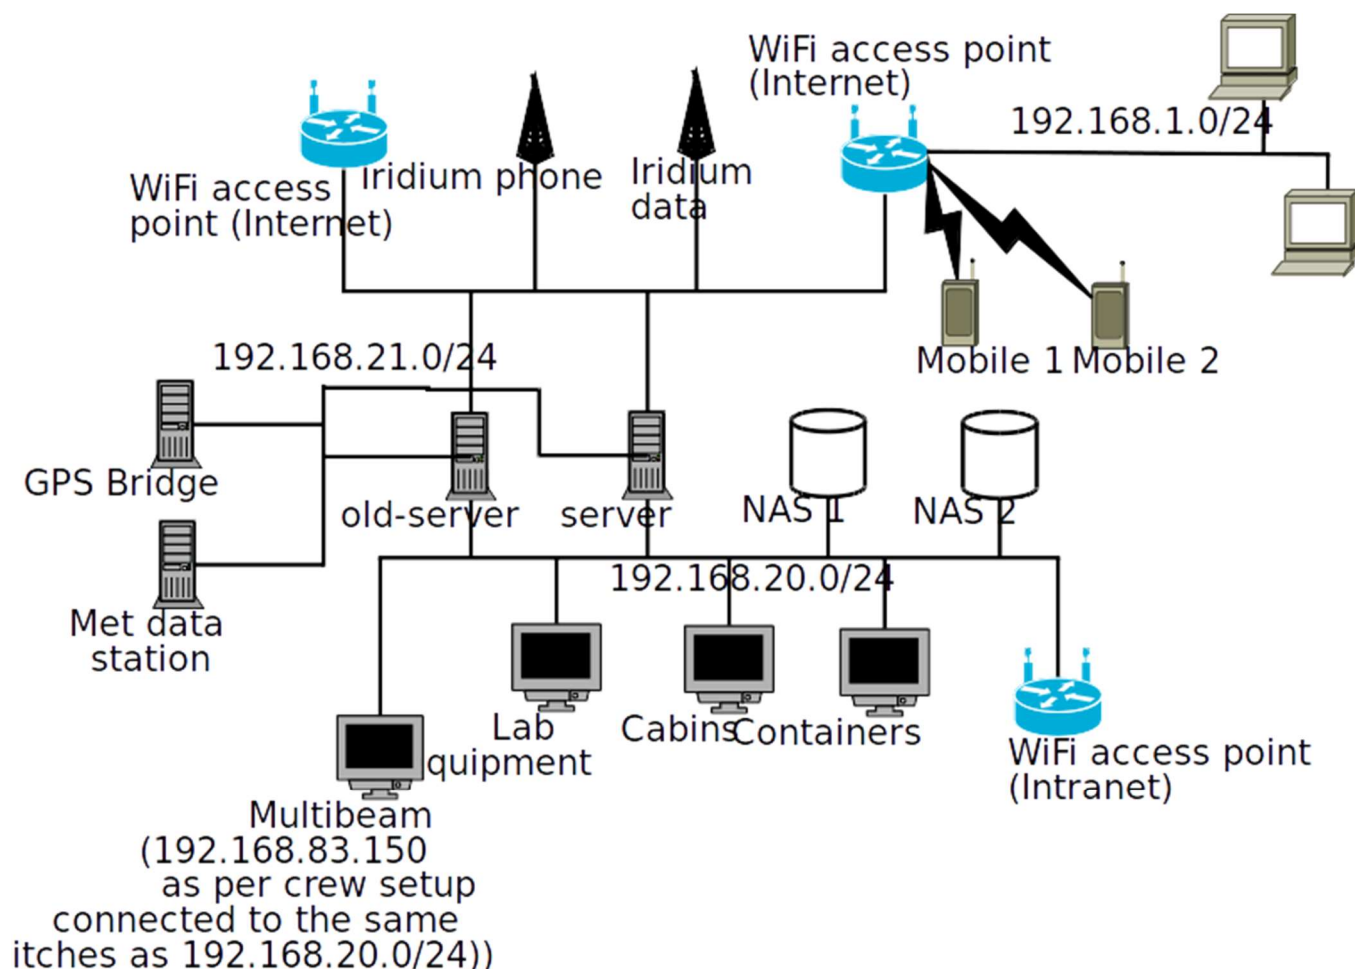 WiFi access point
(Internet)
192.168.1.0/24
WiFi access
point (Internet)
Iridium phone
Iridium
data
Mobile 1
Mobile 2
192.168.21.0/24
GPS Bridge
old-server
server
NAS 1
NAS 2
Met data
station
192.168.20.0/24
Lab
quipment
Cabins
Containers
WiFi access point
(Intranet)
Multibeam
(192.168.83.150
as per crew setup
connected to the same
itches as 192.168.20.0/24))